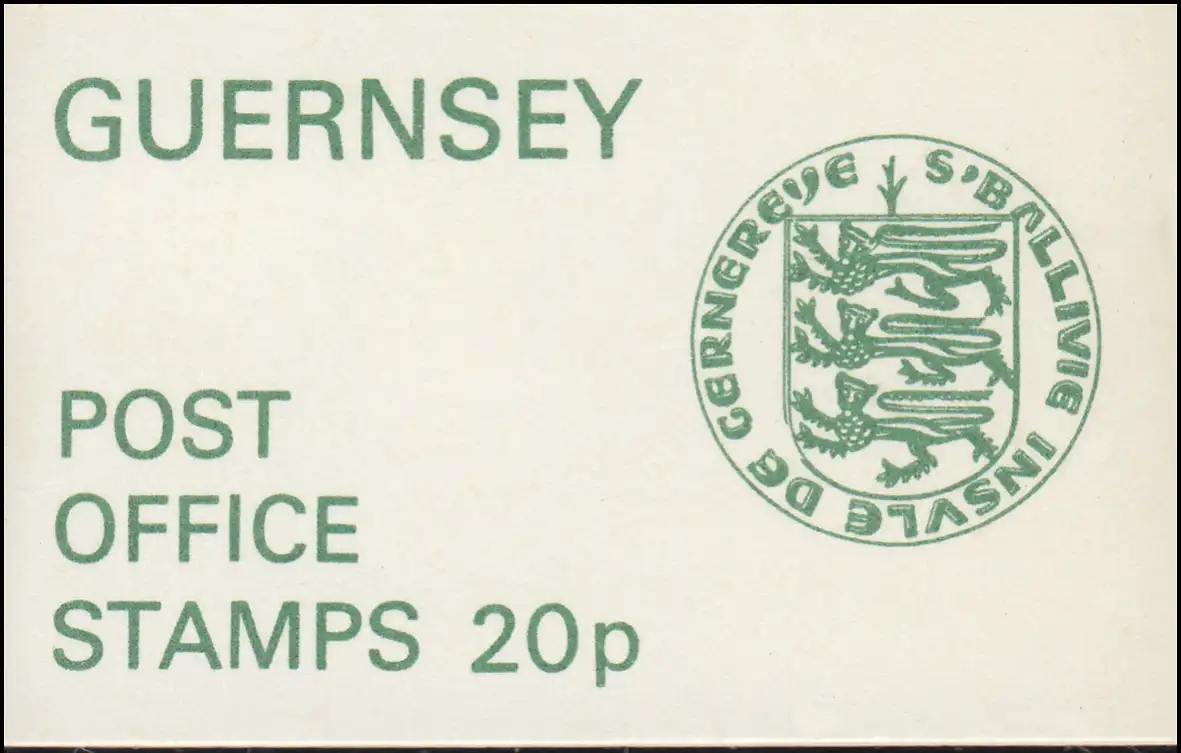 GUERNSEY
POST
OFFICE
STAMPS 20p
S'BALLIVIE INSVLE DE GERNEREYE